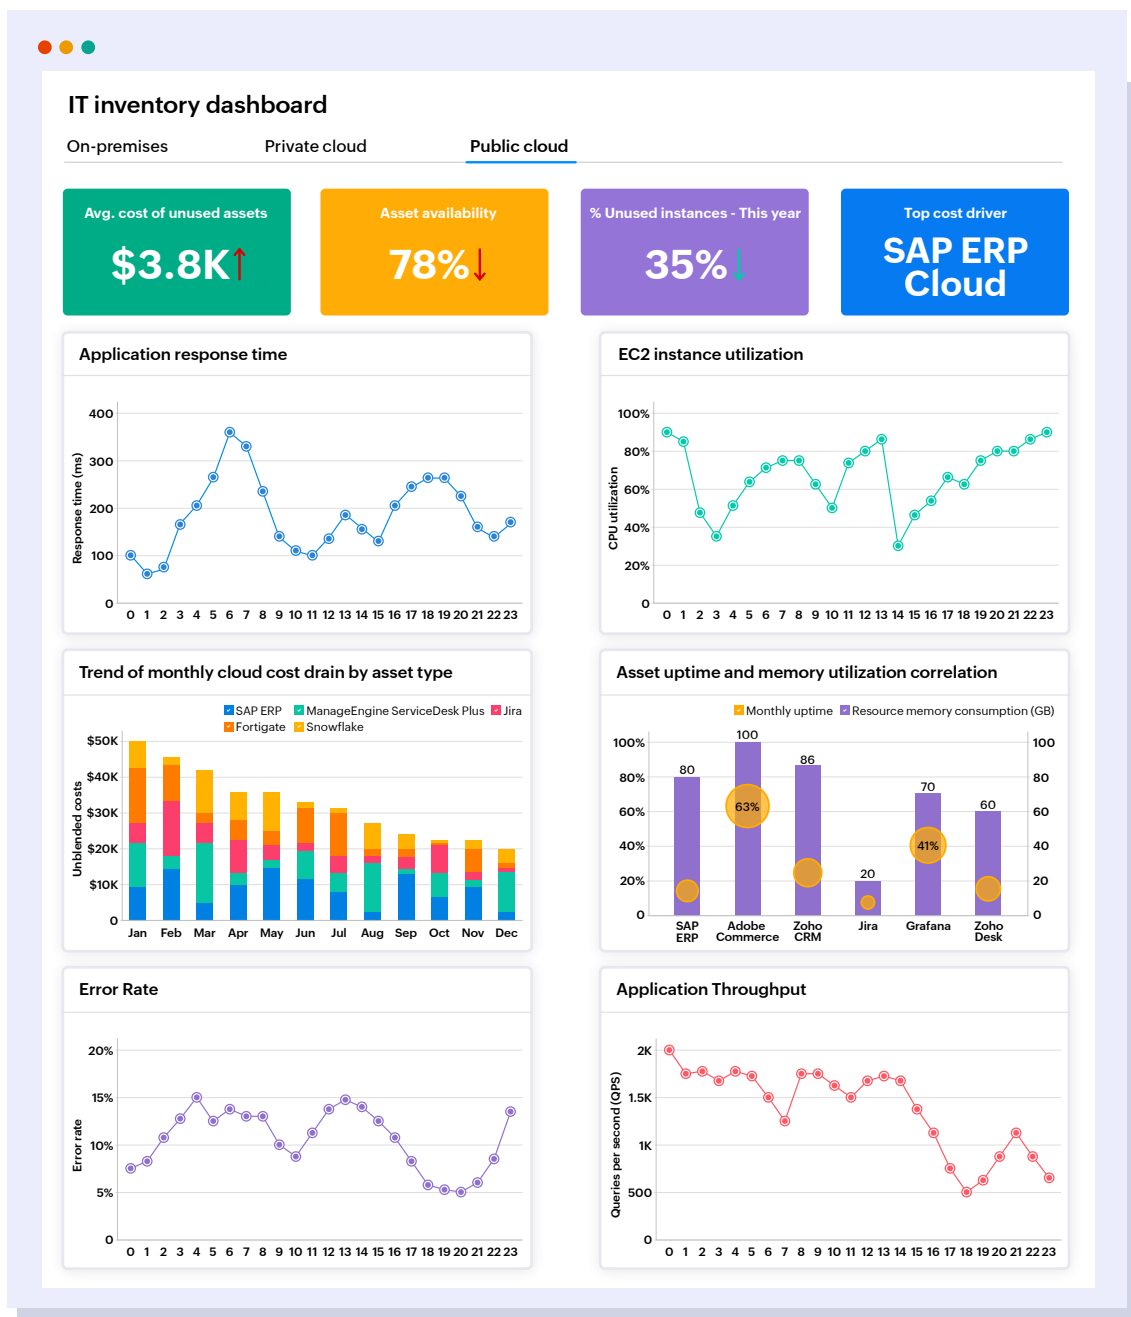 IT inventory dashboard
On-premises Private cloud Public cloud
Avg. cost of unused assets
$3.8K
Asset availability
78%
% Unused instances - This year
35%
Top cost driver
SAP ERP
Cloud
Application response time
Response time (ms)
400
300
200
100
0
0 1 2 3 4 5 6 7 8 9 10 11 12 13 14 15 16 17 18 19 20 21 22 23
EC2 instance utilization
CPU utilization
100%
80%
60%
40%
20%
0
0 1 2 3 4 5 6 7 8 9 10 11 12 13 14 15 16 17 18 19 20 21 22 23
Trend of monthly cloud cost drain by asset type
SAP ERP ManageEngine ServiceDesk Plus Jira
Fortigate Snowflake
Unblended costs
$50K
$40K
$30K
$20K
$10K
0
Jan Feb Mar Apr May Jun Jul Aug Sep Oct Nov Dec
Asset uptime and memory utilization correlation
Monthly uptime Resource memory consumption (GB)
100%
80%
60%
40%
20%
0
80
100
86
20
70
60
63%
41%
100
80
60
40
20
0
SAP
ERP
Adobe
Commerce
Zoho
CRM
Jira
Grafana
Zoho
Desk
Error Rate
Error rate
20%
15%
10%
5%
0
0 1 2 3 4 5 6 7 8 9 10 11 12 13 14 15 16 17 18 19 20 21 22 23
Application Throughput
Queries per second (QPS)
2K
1.5K
1K
500
0
0 1 2 3 4 5 6 7 8 9 10 11 12 13 14 15 16 17 18 19 20 21 22 23